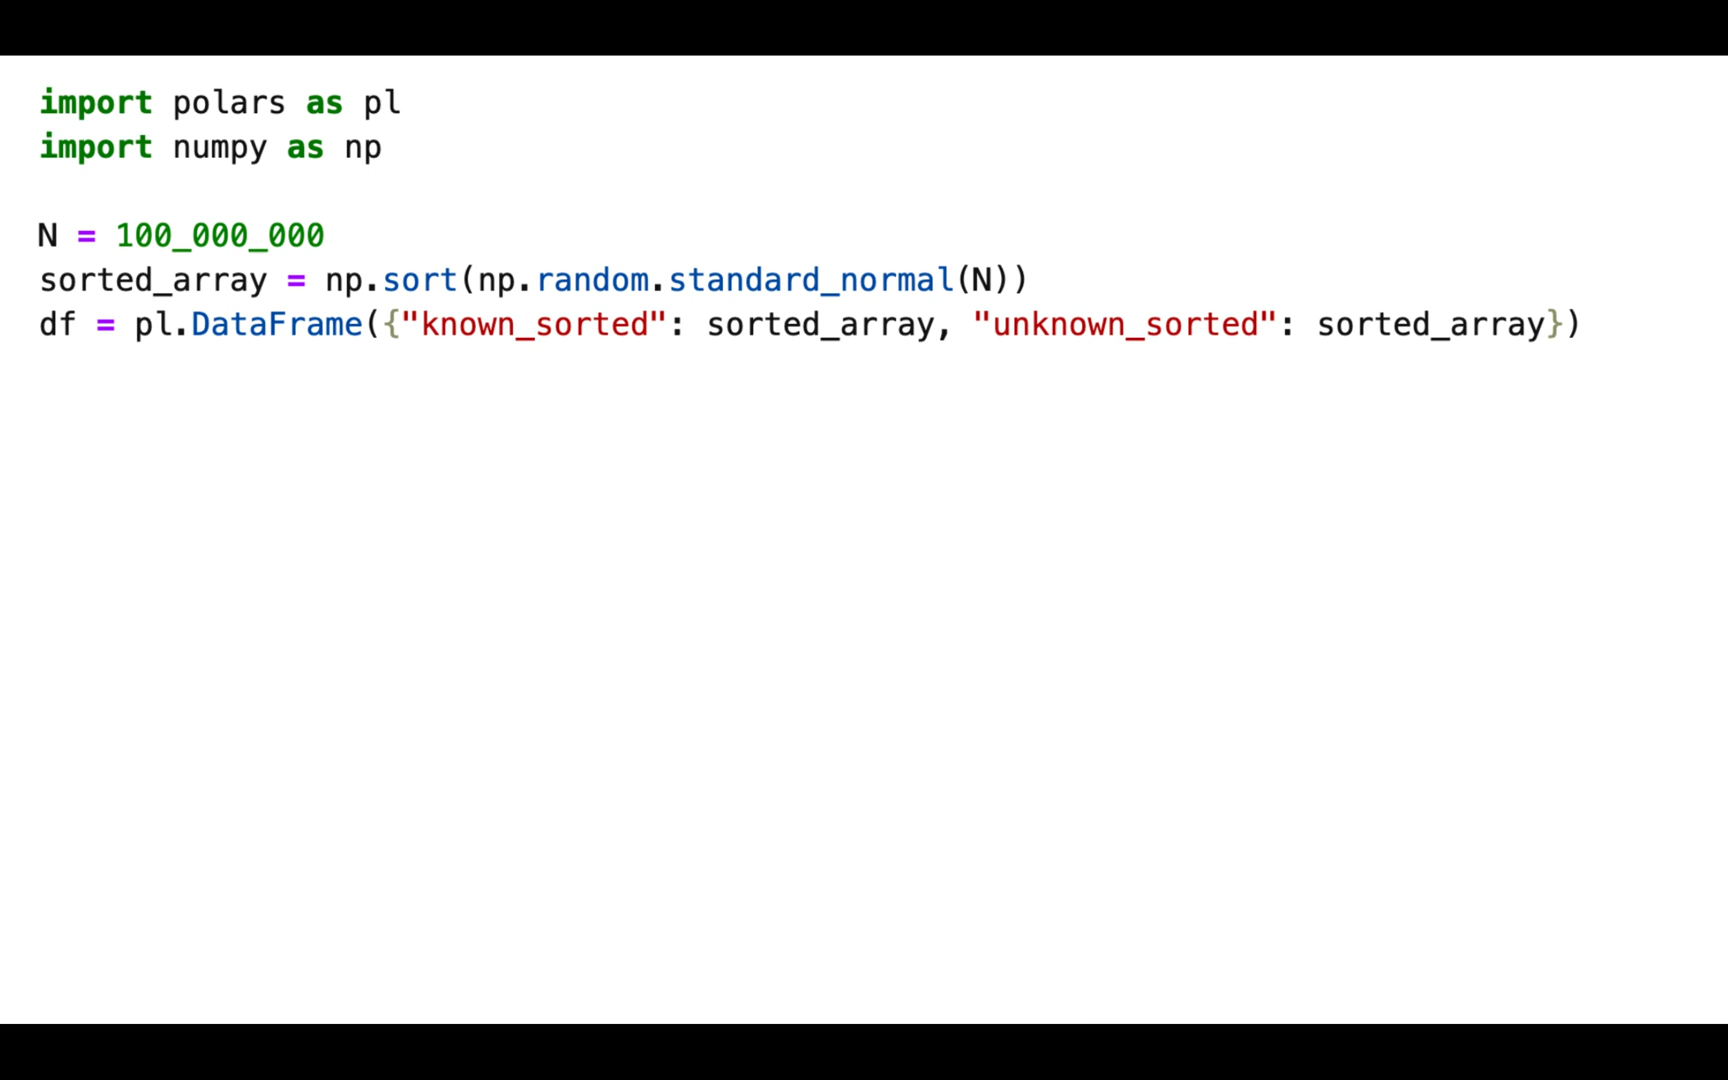 import polars as pl
import numpy as np
N = 100_000_000
sorted_array = np.sort(np.random.standard_normal(N))
df = pl.DataFrame({"known_sorted": sorted_array, "unknown_sorted": sorted_array})